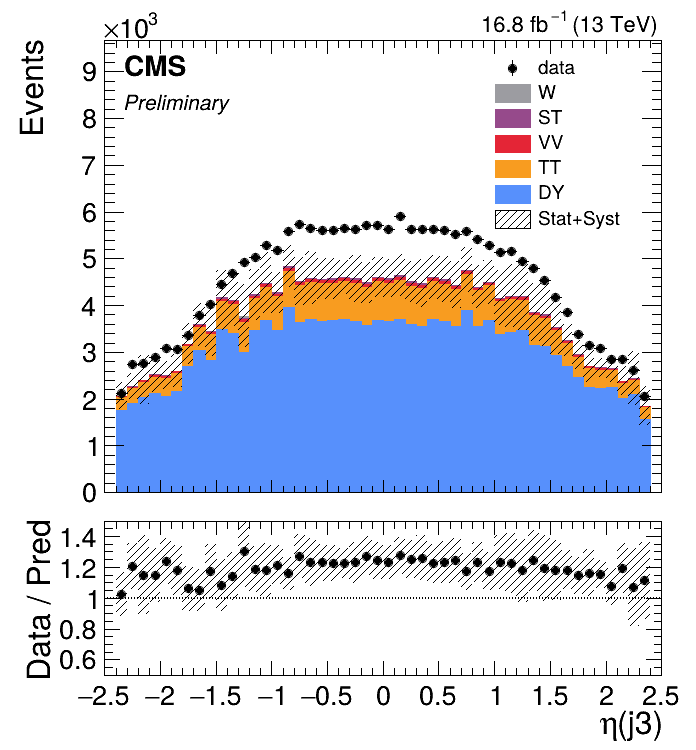 ×10³ 16.8 fb⁻¹ (13 TeV)
Events
CMS
Preliminary
data
W
ST
VV
TT
DY
Stat+Syst
9
8
7
6
5
4
3
2
1
0
Data / Pred
1.4
1.2
1
0.8
0.6
−2.5 −2 −1.5 −1 −0.5 0 0.5 1 1.5 2 2.5
η(j3)